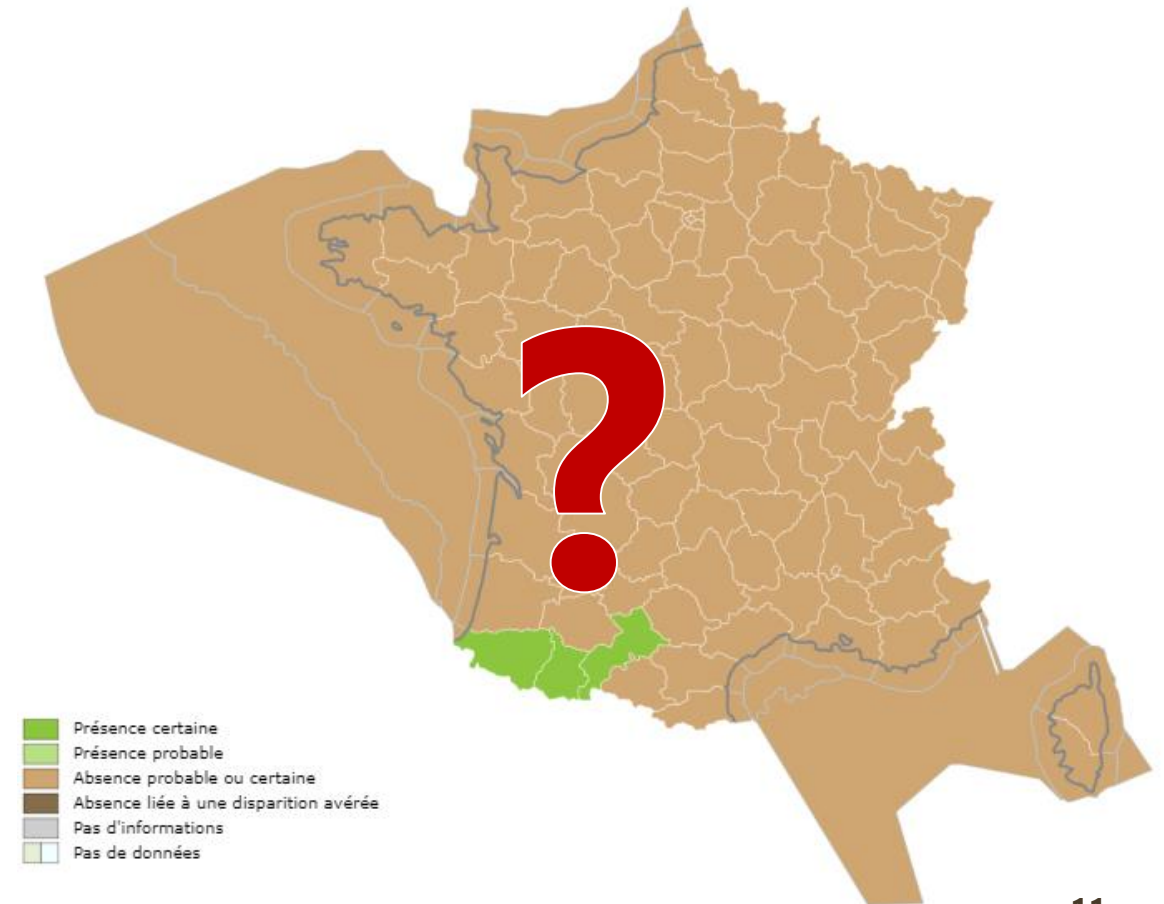 ?
Présence certaine
Présence probable
Absence probable ou certaine
Absence liée à une disparition avérée
Pas d'informations
Pas de données